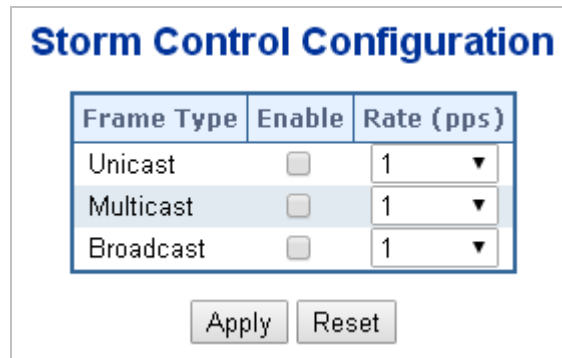 Storm Control Configuration
Frame Type Enable Rate (pps)
Unicast 1
Multicast 1
Broadcast 1
Apply Reset